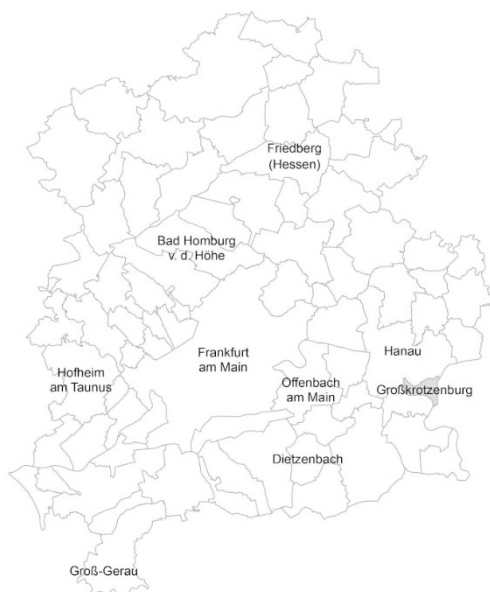 Friedberg
(Hessen)
Bad Homburg
v. d. Höhe
Frankfurt
am Main
Hanau
Hofheim
am Taunus
Offenbach
am Main
Großkrotzenburg
Dietzenbach
Groß-Gerau